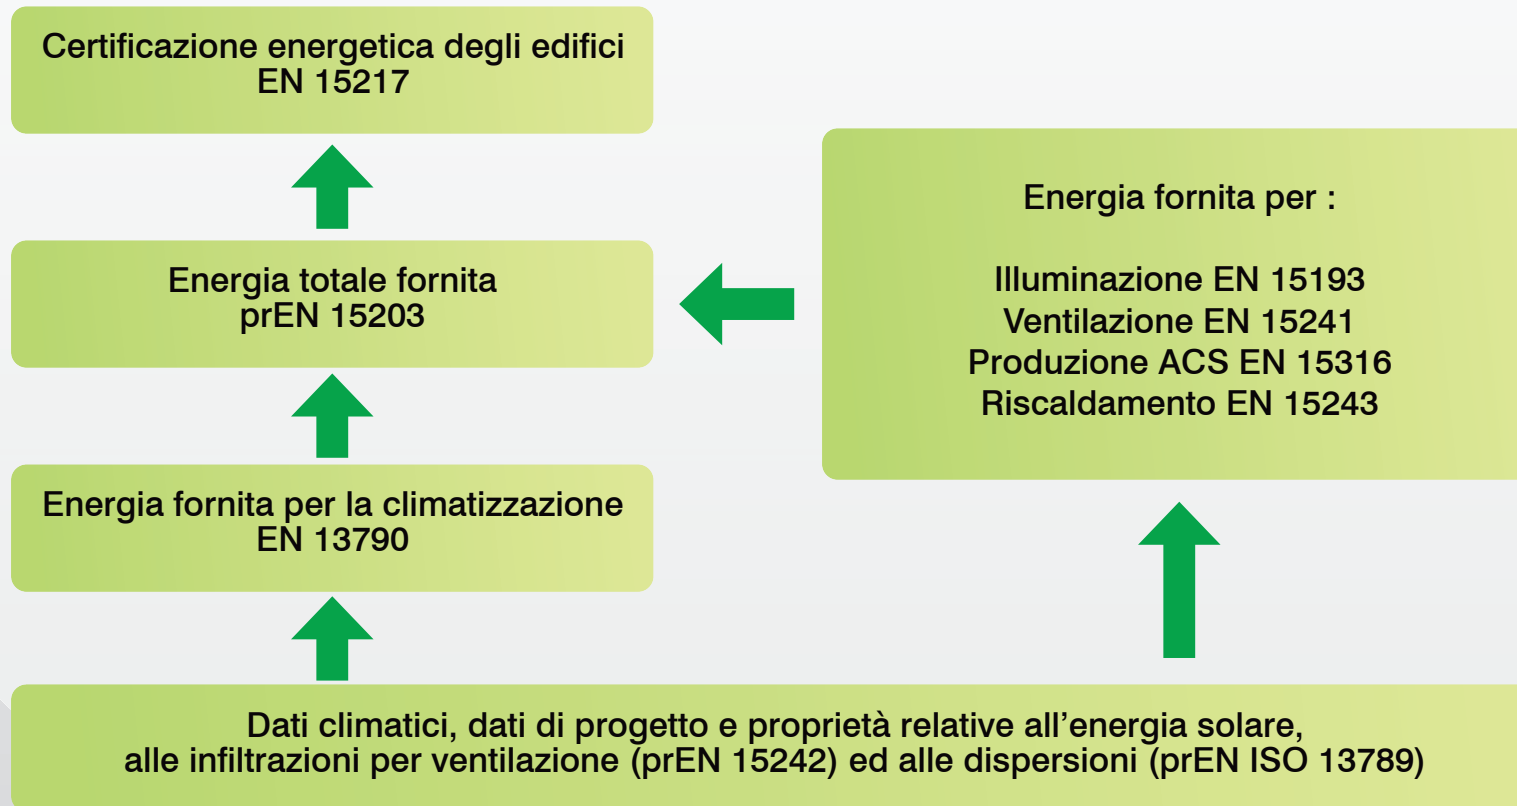 Certificazione energetica degli edifici
EN 15217
Energia totale fornita
prEN 15203
Energia fornita per la climatizzazione
EN 13790
Energia fornita per :
Illuminazione EN 15193
Ventilazione EN 15241
Produzione ACS EN 15316
Riscaldamento EN 15243
Dati climatici, dati di progetto e proprietà relative all’energia solare,
alle infiltrazioni per ventilazione (prEN 15242) ed alle dispersioni (prEN ISO 13789)